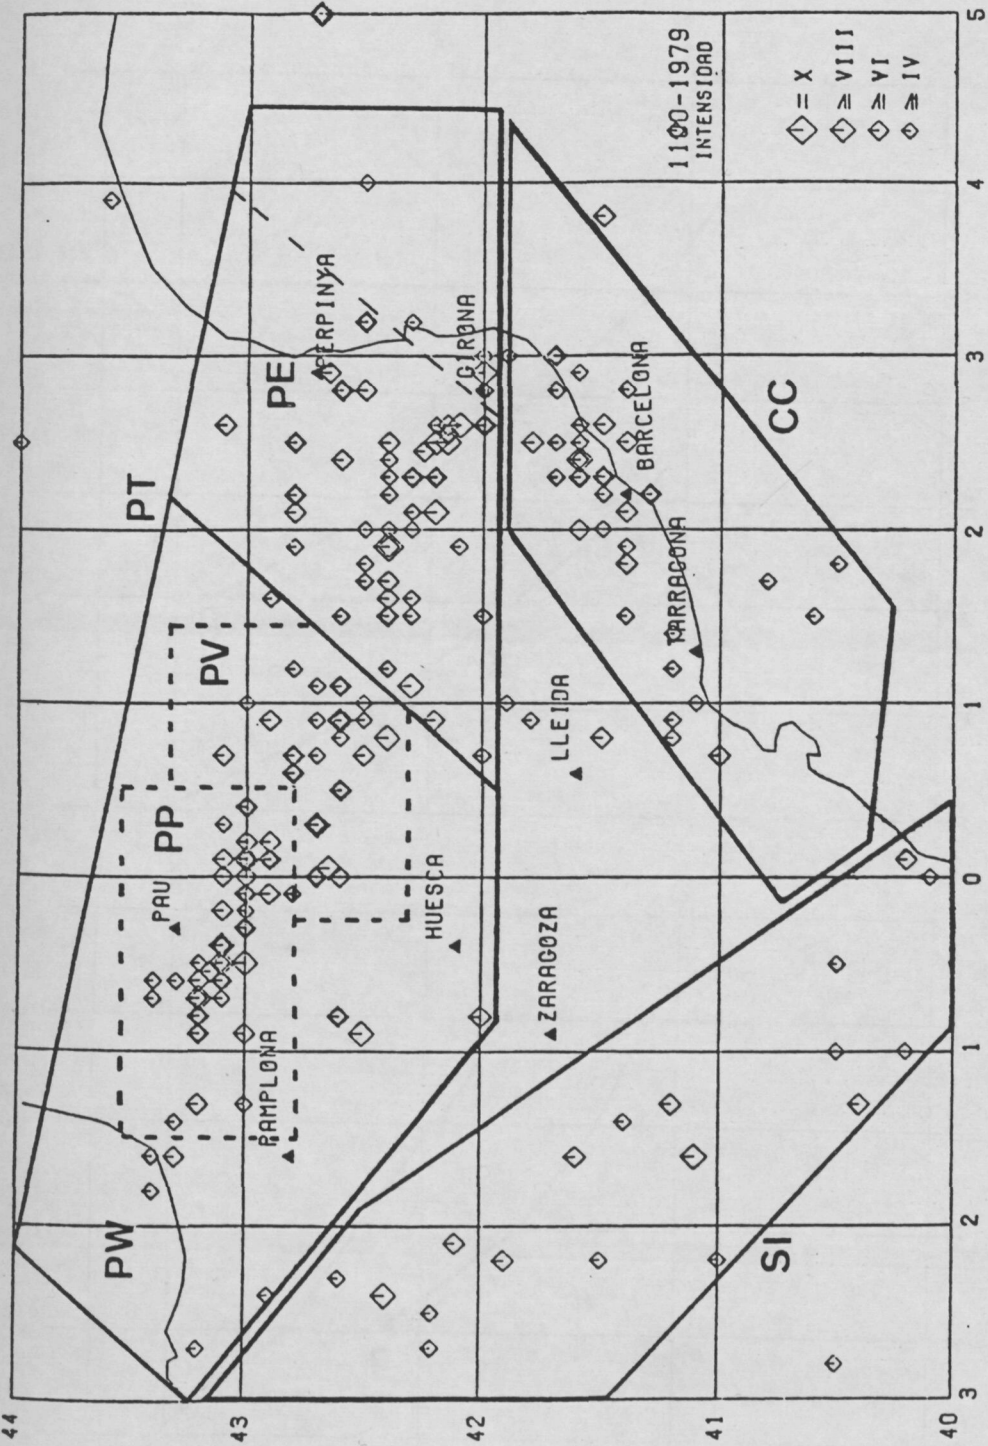 44
43
42
41
40
3
2
1
0
1
2
3
4
5
PT
PE
PERPINYA
GIRONA
PV
PP
PAU
PW
PAMPLONA
HUESCA
ZARAGOZA
LLEIDA
TARRAGONA
BARCELONA
CC
SI
1100-1979
INTENSIDAD
= X
≥ VIII
≥ VI
≥ IV